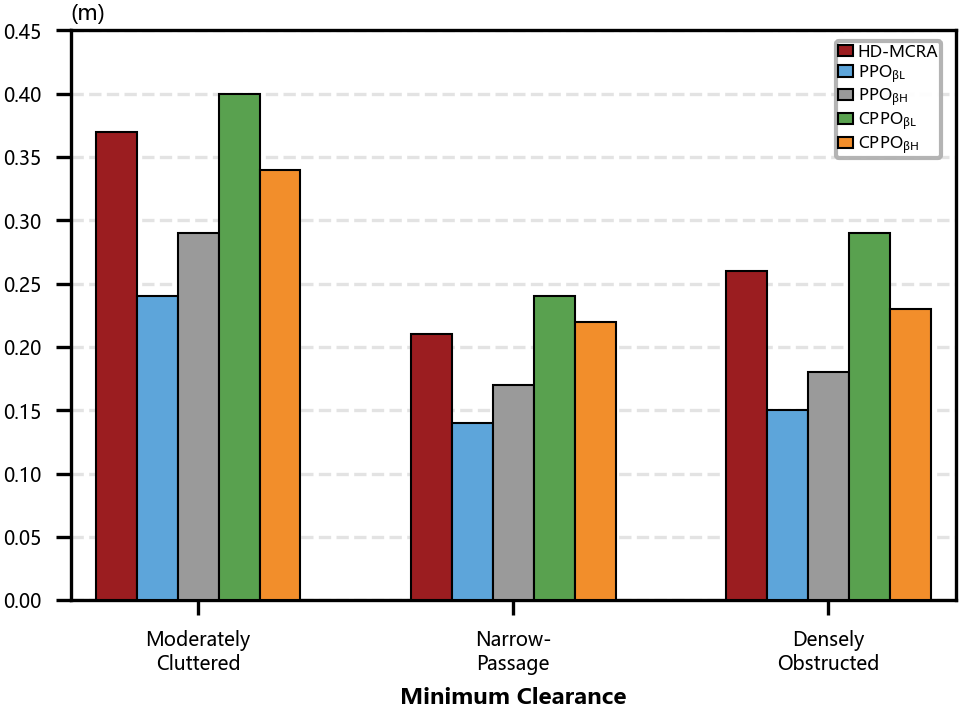 (m)
0.45
0.40
0.35
0.30
0.25
0.20
0.15
0.10
0.05
0.00
HD-MCRA
PPOβL
PPOβH
CPPOβL
CPPOβH
Moderately
Cluttered
Narrow-
Passage
Densely
Obstructed
Minimum Clearance